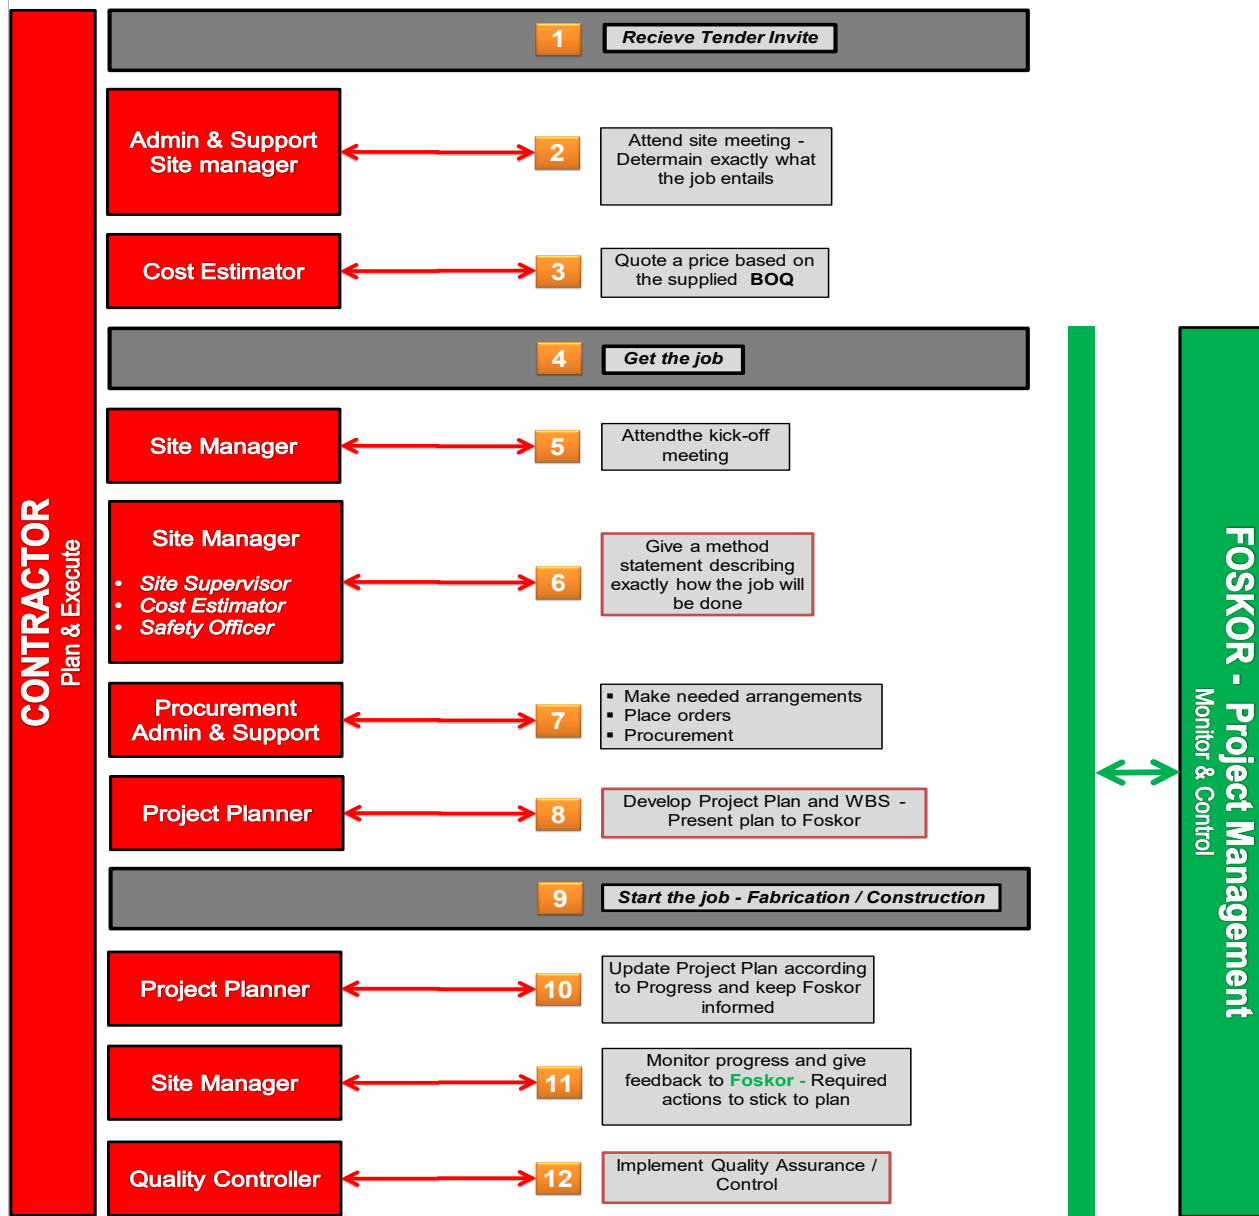 CONTRACTOR
Plan & Execute
1
Recieve Tender Invite
Admin & Support
Site manager
2
Attend site meeting -
Determain exactly what
the job entails
Cost Estimator
3
Quote a price based on
the supplied BOQ
4
Get the job
Site Manager
5
Attendthe kick-off
meeting
Site Manager
• Site Supervisor
• Cost Estimator
• Safety Officer
6
Give a method
statement describing
exactly how the job will
be done
Procurement
Admin & Support
7
▪ Make needed arrangements
▪ Place orders
▪ Procurement
Project Planner
8
Develop Project Plan and WBS -
Present plan to Foskor
9
Start the job - Fabrication / Construction
Project Planner
10
Update Project Plan according
to Progress and keep Foskor
informed
Site Manager
11
Monitor progress and give
feedback to Foskor - Required
actions to stick to plan
Quality Controller
12
Implement Quality Assurance /
Control
FOSKOR - Project Management
Monitor & Control